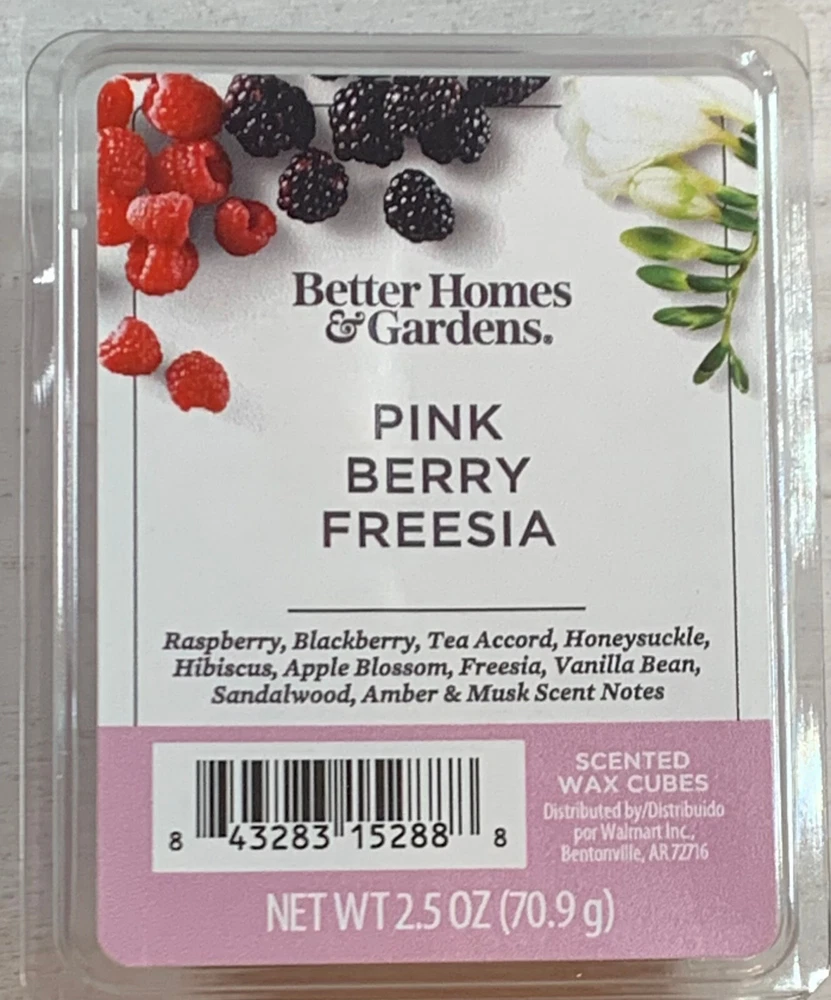 Better Homes
& Gardens®
PINK
BERRY
FREESIA
Raspberry, Blackberry, Tea Accord, Honeysuckle,
Hibiscus, Apple Blossom, Freesia, Vanilla Bean,
Sandalwood, Amber & Musk Scent Notes
8 43283 15288 8
SCENTED
WAX CUBES
Distributed by/Distribuido
por Walmart Inc.,
Bentonville, AR 72716
NET WT 2.5 OZ (70.9 g)